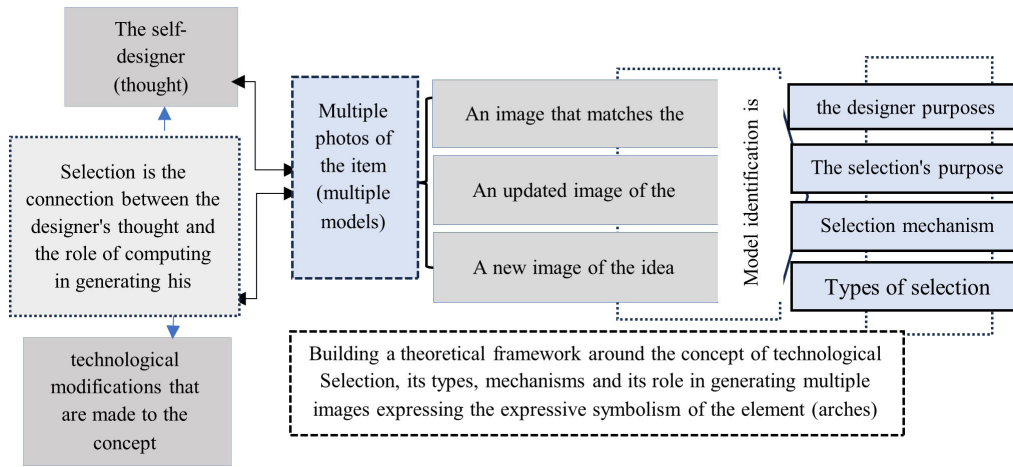 The self-
designer
(thought)
Selection is the
connection between the
designer's thought and
the role of computing
in generating his
technological
modifications that
are made to the
concept
Multiple
photos of
the item
(multiple
models)
An image that matches the
An updated image of the
A new image of the idea
Model identification is
the designer purposes
The selection's purpose
Selection mechanism
Types of selection
Building a theoretical framework around the concept of technological
Selection, its types, mechanisms and its role in generating multiple
images expressing the expressive symbolism of the element (arches)